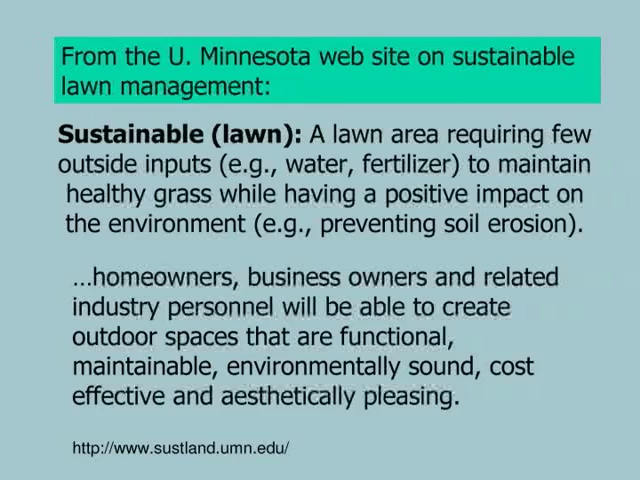 From the U. Minnesota web site on sustainable
lawn management:
Sustainable (lawn): A lawn area requiring few
outside inputs (e.g., water, fertilizer) to maintain
healthy grass while having a positive impact on
the environment (e.g., preventing soil erosion).
…homeowners, business owners and related
industry personnel will be able to create
outdoor spaces that are functional,
maintainable, environmentally sound, cost
effective and aesthetically pleasing.
http://www.sustland.umn.edu/